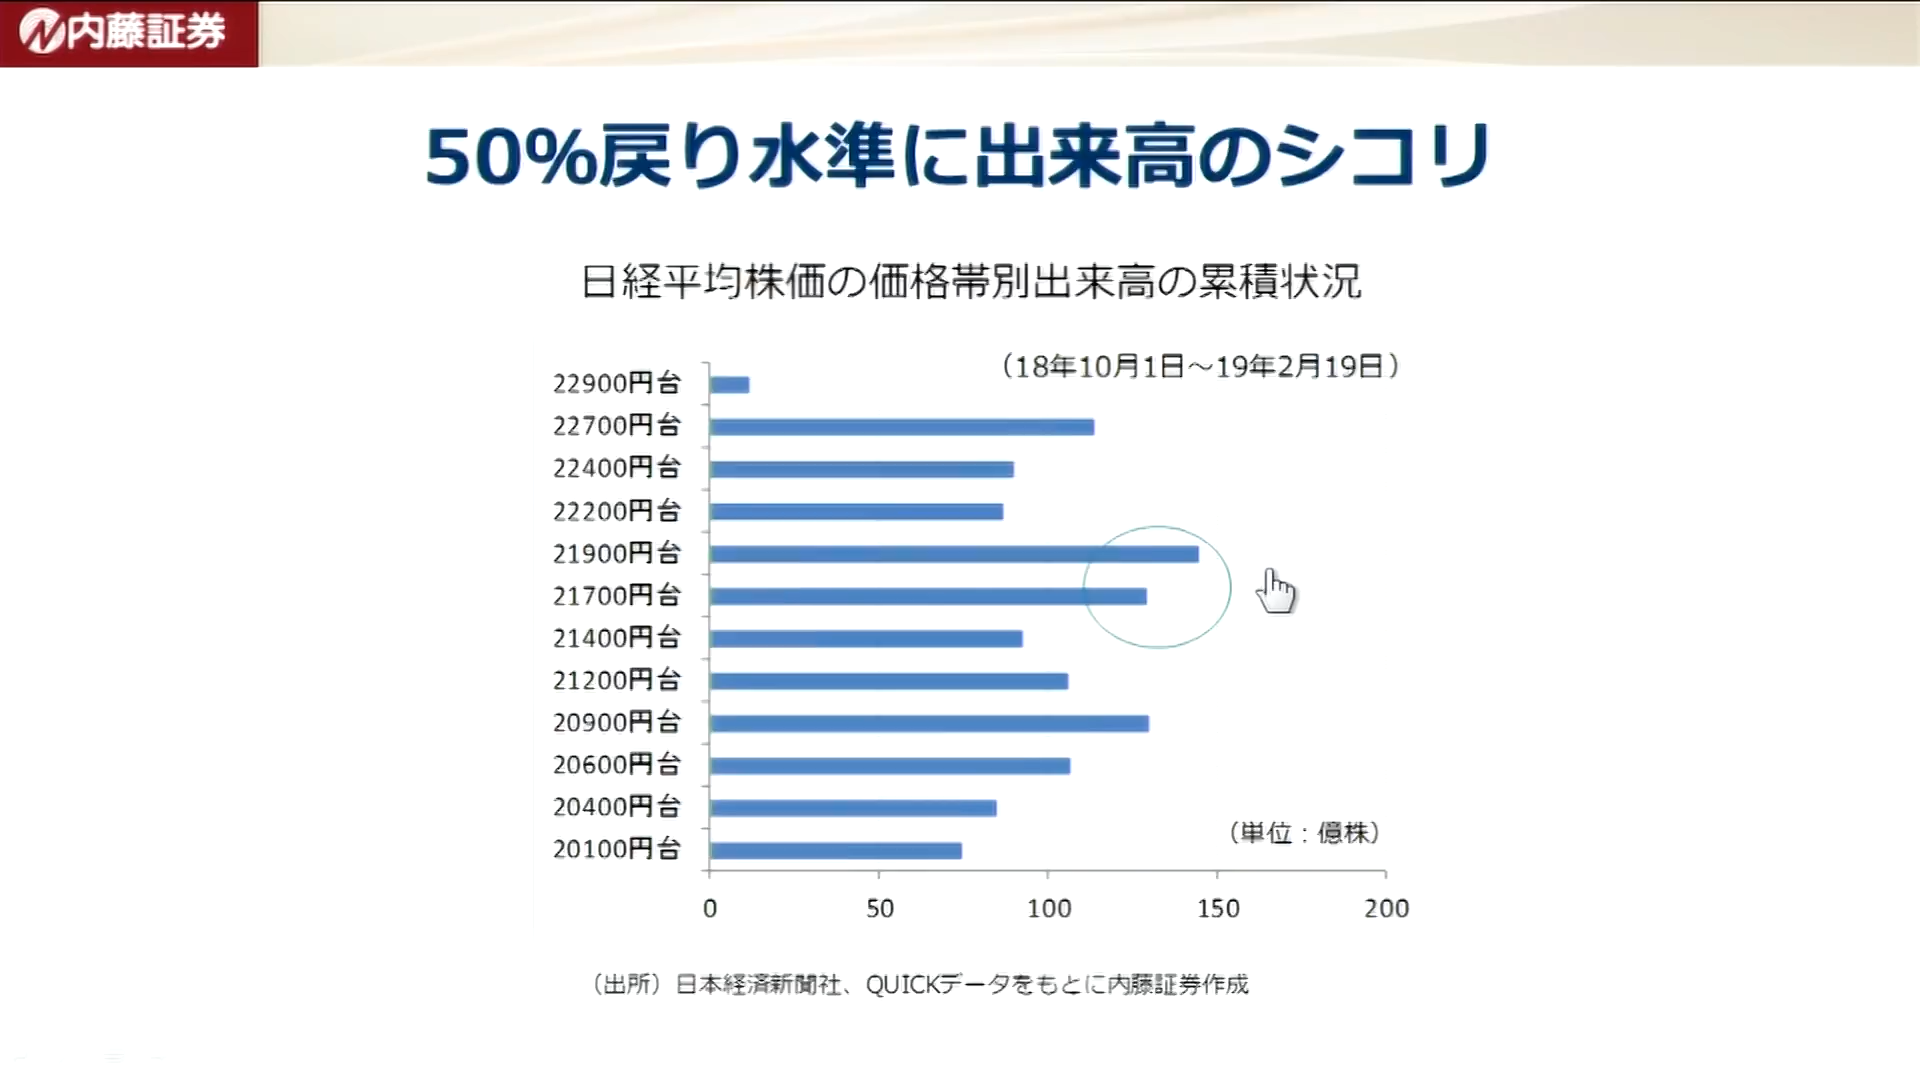 内藤証券
50%戻り水準に出来高のシコリ
日経平均株価の価格帯別出来高の累積状況
（18年10月1日～19年2月19日）
22900円台
22700円台
22400円台
22200円台
21900円台
21700円台
21400円台
21200円台
20900円台
20600円台
20400円台
20100円台
（単位：億株）
0 50 100 150 200
（出所）日本経済新聞社、QUICKデータをもとに内藤証券作成